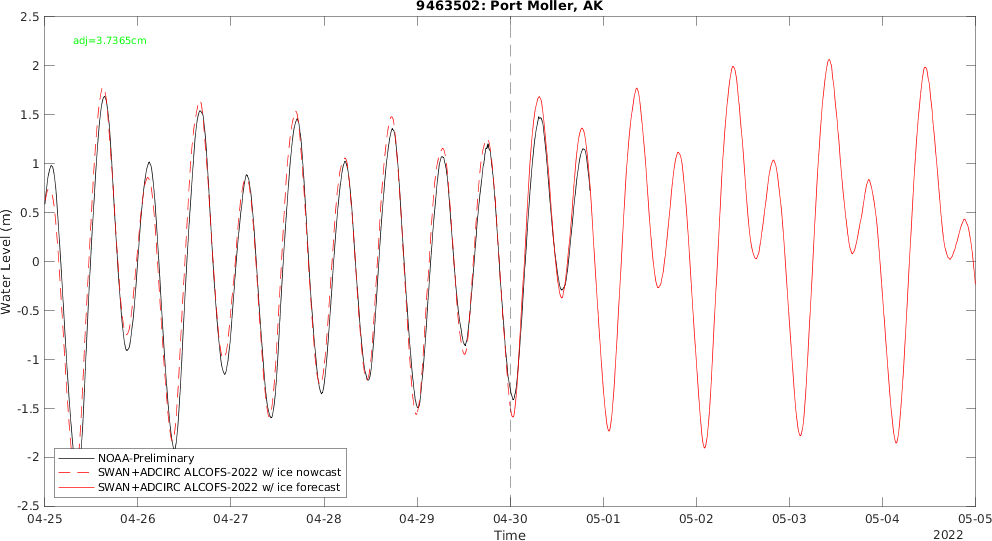 9463502: Port Moller, AK
adj=3.7365cm
2.5
2
1.5
1
0.5
0
-0.5
-1
-1.5
-2
-2.5
Water Level (m)
NOAA-Preliminary
SWAN+ADCIRC ALCOFS-2022 w/ ice nowcast
SWAN+ADCIRC ALCOFS-2022 w/ ice forecast
04-25 04-26 04-27 04-28 04-29 04-30 05-01 05-02 05-03 05-04 05-05
Time
2022